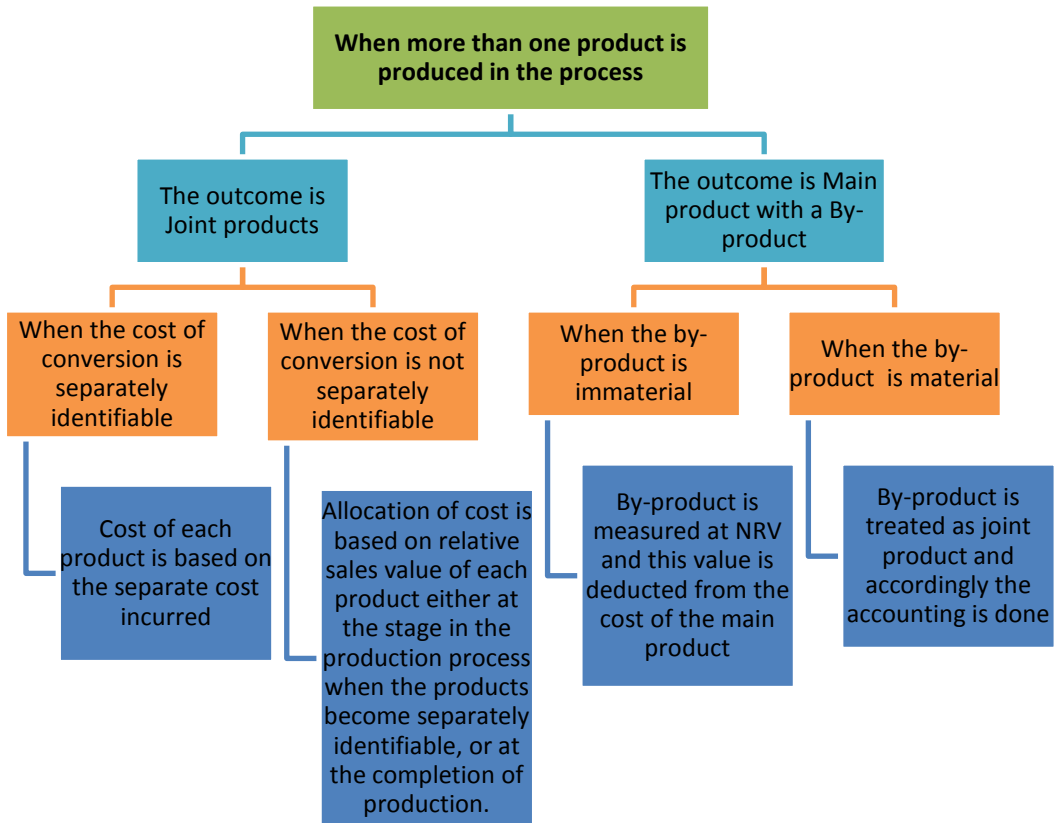 When more than one product is
produced in the process
The outcome is
Joint products
The outcome is Main
product with a By-
product
When the cost of
conversion is
separately
identifiable
When the cost of
conversion is not
separately
identifiable
When the by-
product is
immaterial
When the by-
product is material
Cost of each
product is based on
the separate cost
incurred
Allocation of cost is
based on relative
sales value of each
product either at
the stage in the
production process
when the products
become separately
identifiable, or at
the completion of
production.
By-product is
measured at NRV
and this value is
deducted from the
cost of the main
product
By-product is
treated as joint
product and
accordingly the
accounting is done